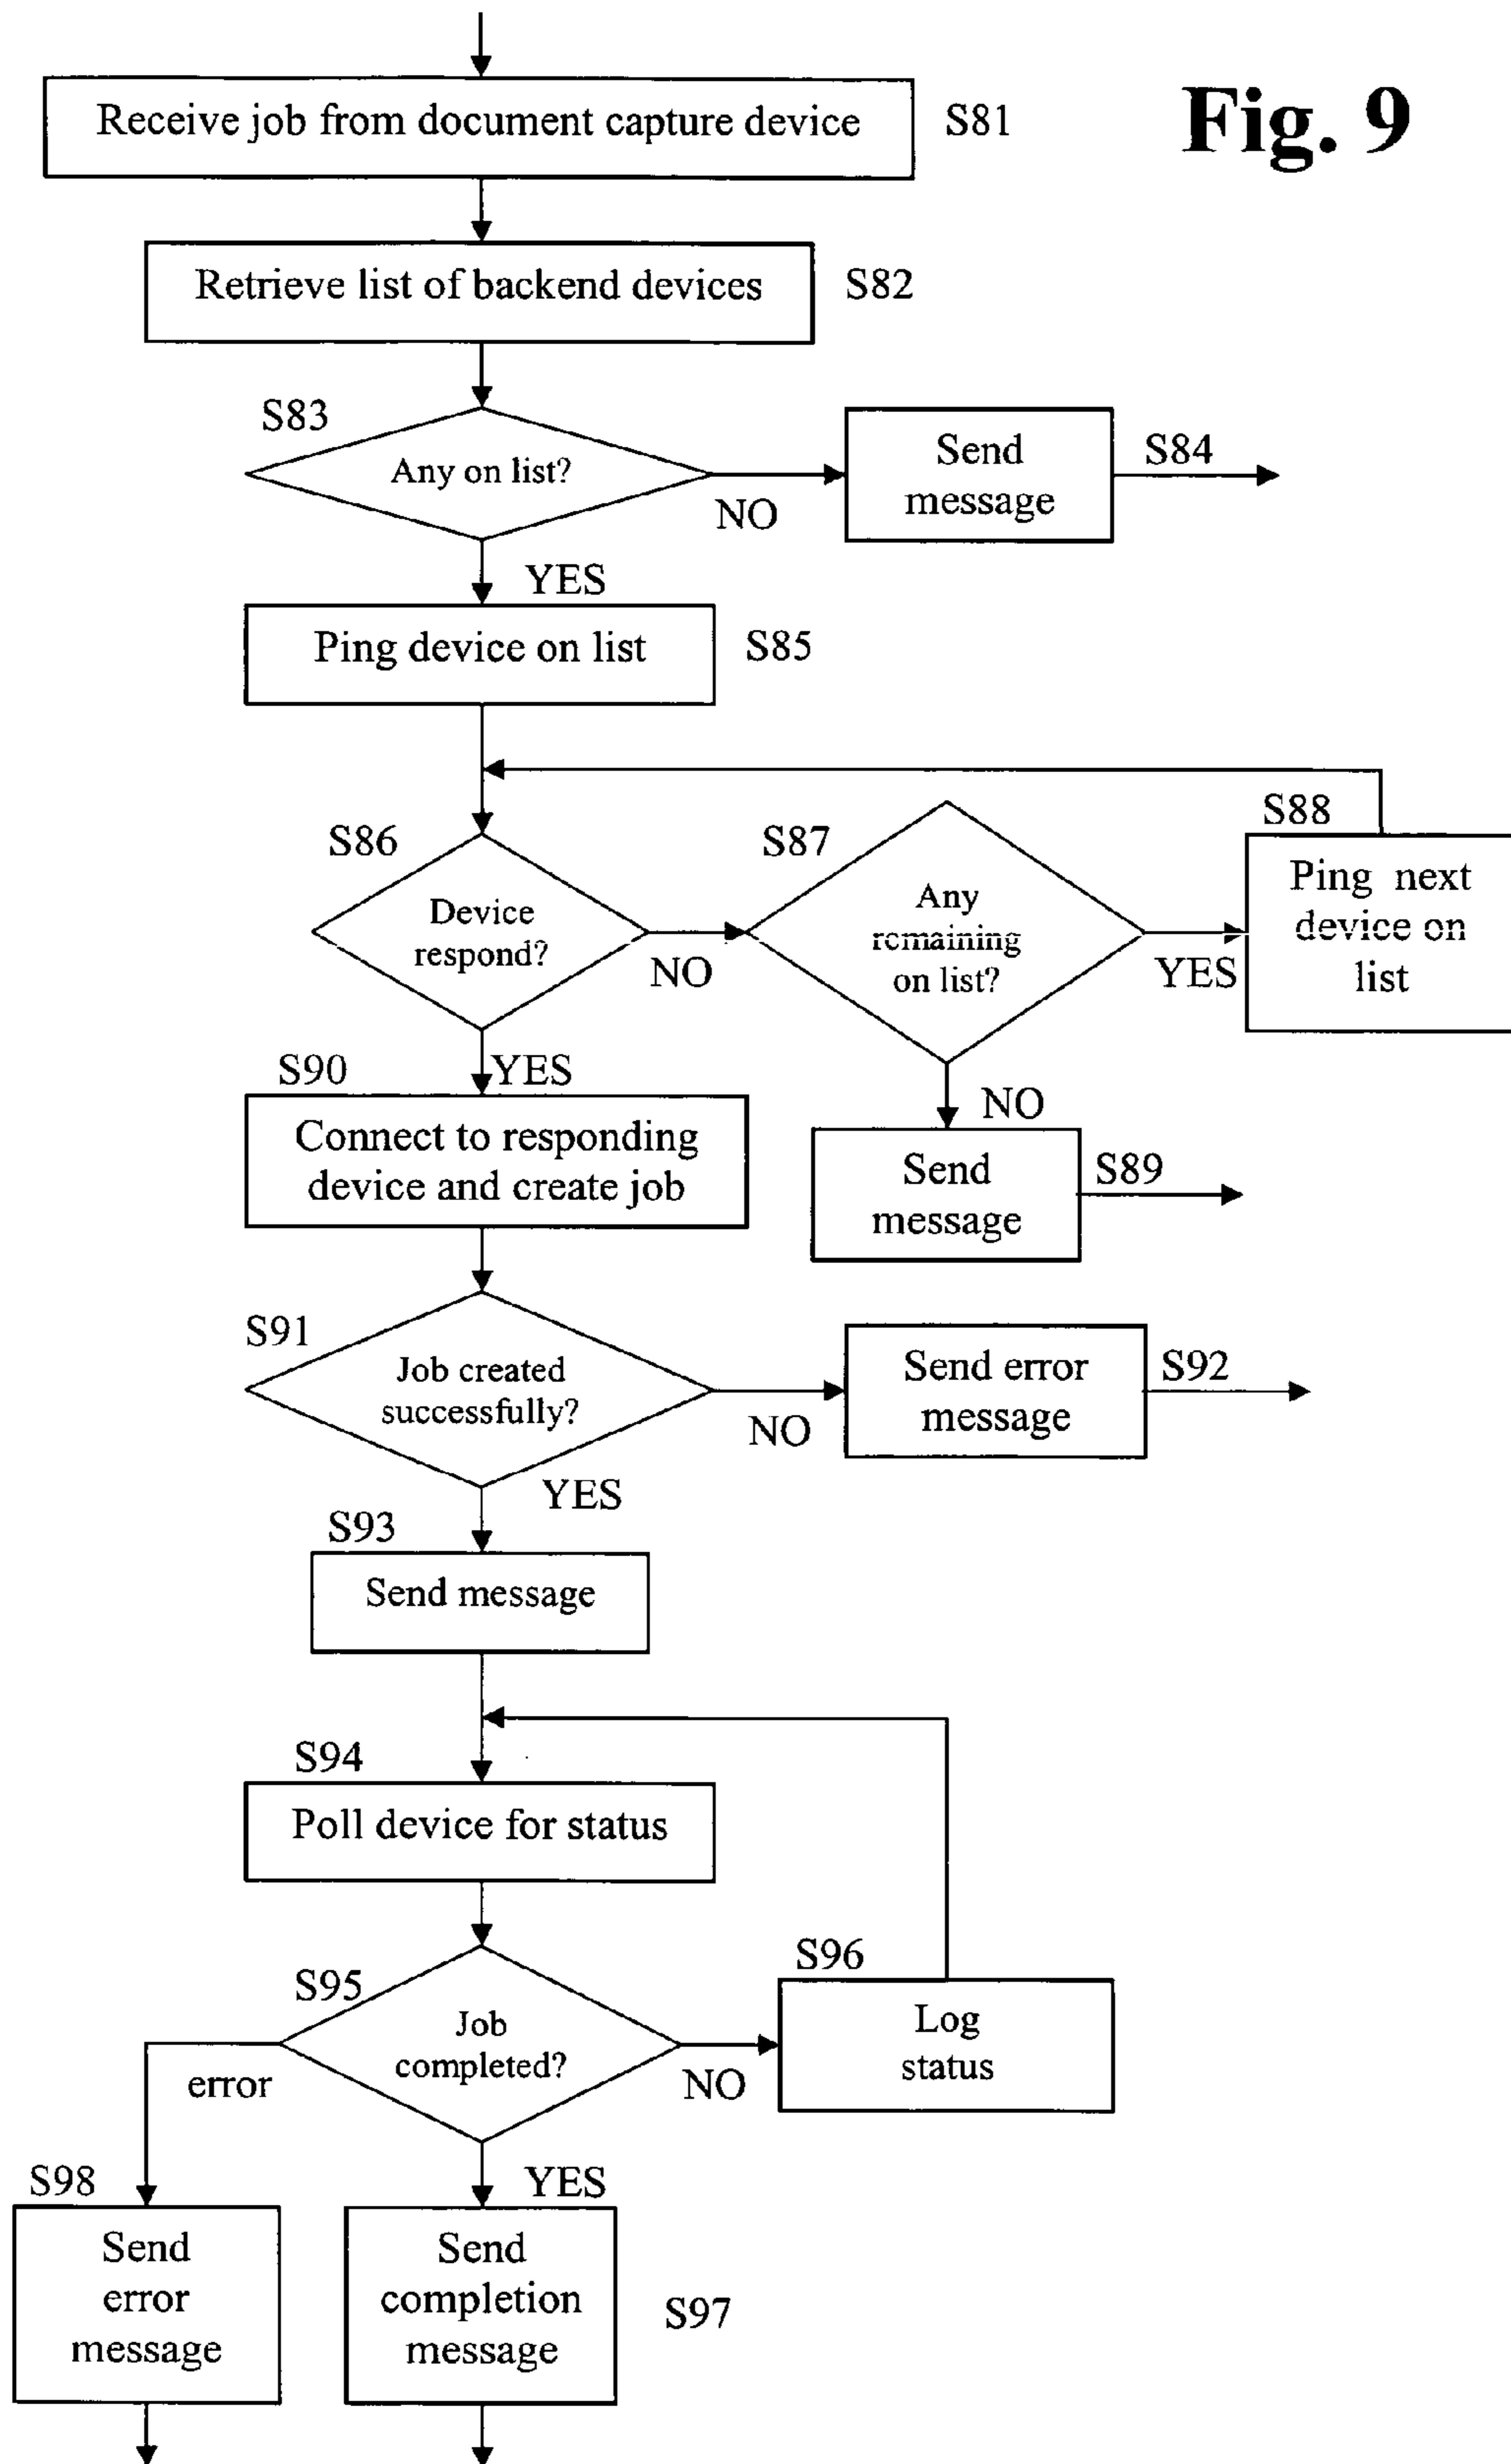 Fig. 9
Receive job from document capture device
S81
Retrieve list of backend devices
S82
S83
Any on list?
NO
Send
message
S84
YES
Ping device on list
S85
S86
Device
respond?
NO
S87
Any
remaining
on list?
YES
S88
Ping next
device on
list
NO
Send
message
S89
S90
YES
Connect to responding
device and create job
S91
Job created
successfully?
NO
Send error
message
S92
YES
S93
Send message
S94
Poll device for status
S95
Job
completed?
NO
S96
Log
status
error
YES
S98
Send
error
message
Send
completion
message
S97